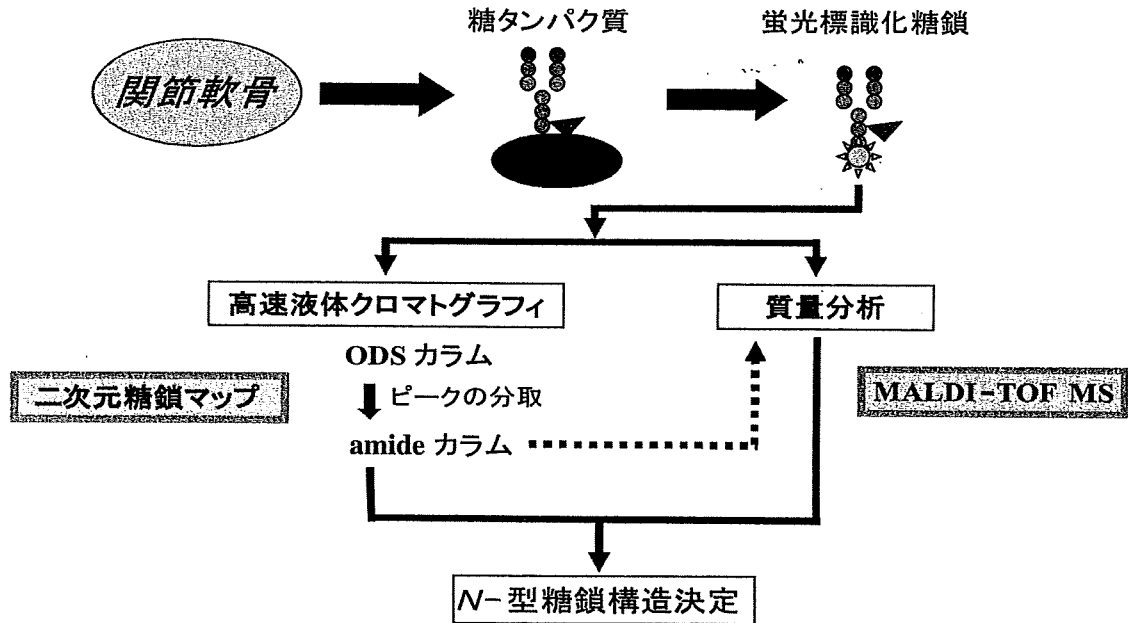 糖タンパク質
蛍光標識化糖鎖
関節軟骨
高速液体クロマトグラフィ
質量分析
ODS カラム
二次元糖鎖マップ
ピークの分取
MALDI-TOF MS
amide カラム
N-型糖鎖構造決定